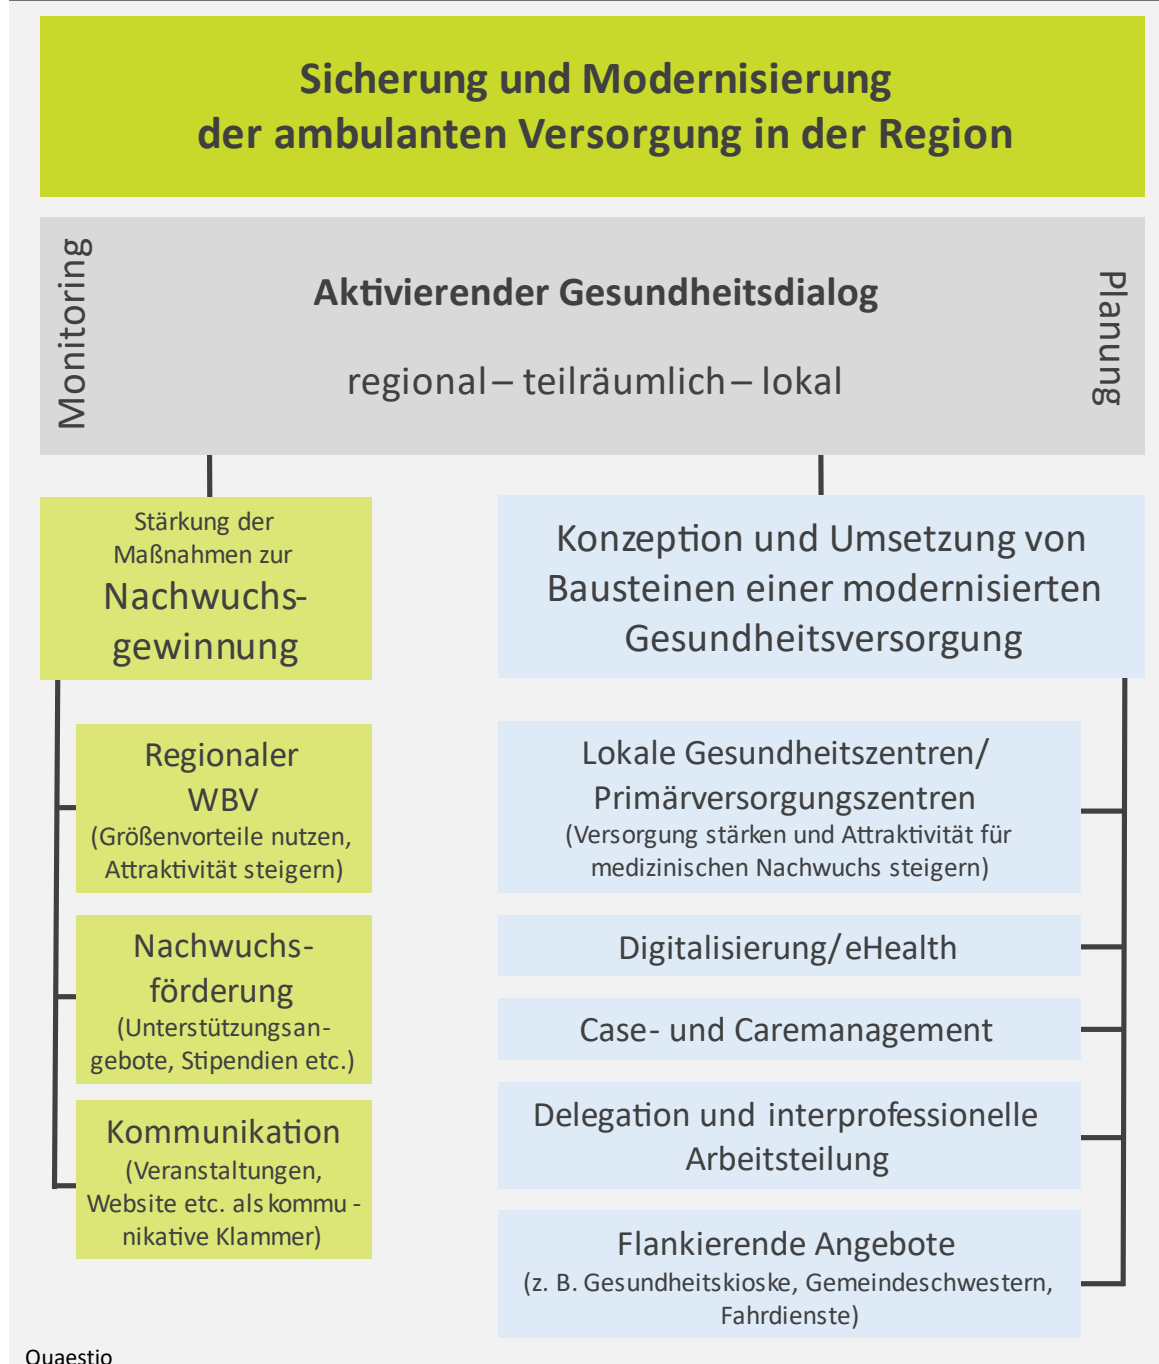 Sicherung und Modernisierung
der ambulanten Versorgung in der Region
Monitoring
Aktivierender Gesundheitsdialog
regional – teilräumlich – lokal
Planung
Stärkung der
Maßnahmen zur
Nachwuchs-
gewinnung
Regionaler
WBV
(Größenvorteile nutzen,
Attraktivität steigern)
Nachwuchs-
förderung
(Unterstützungsan-
gebote, Stipendien etc.)
Kommunikation
(Veranstaltungen,
Website etc. als kommu-
nikative Klammer)
Konzeption und Umsetzung von
Bausteinen einer modernisierten
Gesundheitsversorgung
Lokale Gesundheitszentren/
Primärversorgungszentren
(Versorgung stärken und Attraktivität für
medizinischen Nachwuchs steigern)
Digitalisierung/eHealth
Case- und Caremanagement
Delegation und interprofessionelle
Arbeitsteilung
Flankierende Angebote
(z. B. Gesundheitskioske, Gemeindeschwestern,
Fahrdienste)
Quaestio